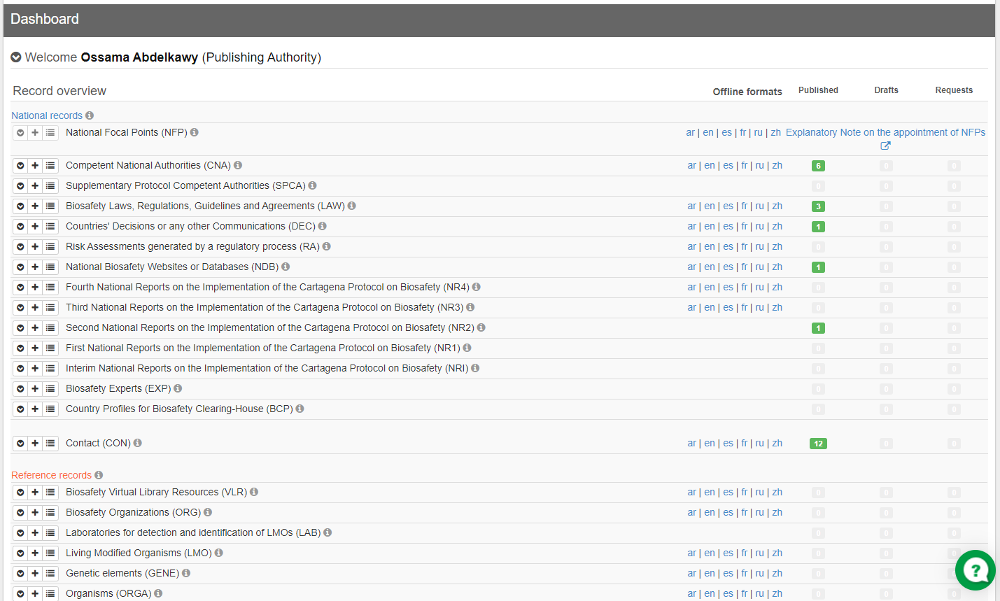 Dashboard
Welcome Ossama Abdelkawy (Publishing Authority)
Record overview Offline formats Published Drafts Requests
National records
National Focal Points (NFP) ar | en | es | fr | ru | zh Explanatory Note on the appointment of NFPs
Competent National Authorities (CNA) ar | en | es | fr | ru | zh 6 0 0
Supplementary Protocol Competent Authorities (SPCA) 0 0 0
Biosafety Laws, Regulations, Guidelines and Agreements (LAW) ar | en | es | fr | ru | zh 3 0 0
Countries' Decisions or any other Communications (DEC) ar | en | es | fr | ru | zh 1 0 0
Risk Assessments generated by a regulatory process (RA) ar | en | es | fr | ru | zh 0 0 0
National Biosafety Websites or Databases (NDB) ar | en | es | fr | ru | zh 1 0 0
Fourth National Reports on the Implementation of the Cartagena Protocol on Biosafety (NR4) ar | en | es | fr | ru | zh 0 0 0
Third National Reports on the Implementation of the Cartagena Protocol on Biosafety (NR3) ar | en | es | fr | ru | zh 0 0 0
Second National Reports on the Implementation of the Cartagena Protocol on Biosafety (NR2) 1 0 0
First National Reports on the Implementation of the Cartagena Protocol on Biosafety (NR1) 0 0 0
Interim National Reports on the Implementation of the Cartagena Protocol on Biosafety (NRI) 0 0 0
Biosafety Experts (EXP) 0 0 0
Country Profiles for Biosafety Clearing-House (BCP) 0 0 0
Contact (CON) ar | en | es | fr | ru | zh 12 0 0
Reference records
Biosafety Virtual Library Resources (VLR) ar | en | es | fr | ru | zh 0 0 0
Biosafety Organizations (ORG) ar | en | es | fr | ru | zh 0 0 0
Laboratories for detection and identification of LMOs (LAB) 0 0 0
Living Modified Organisms (LMO) ar | en | es | fr | ru | zh 0 0 0
Genetic elements (GENE) ar | en | es | fr | ru | zh 0 0
Organisms (ORGA) ar | en | es | fr | ru | zh 0 0 0